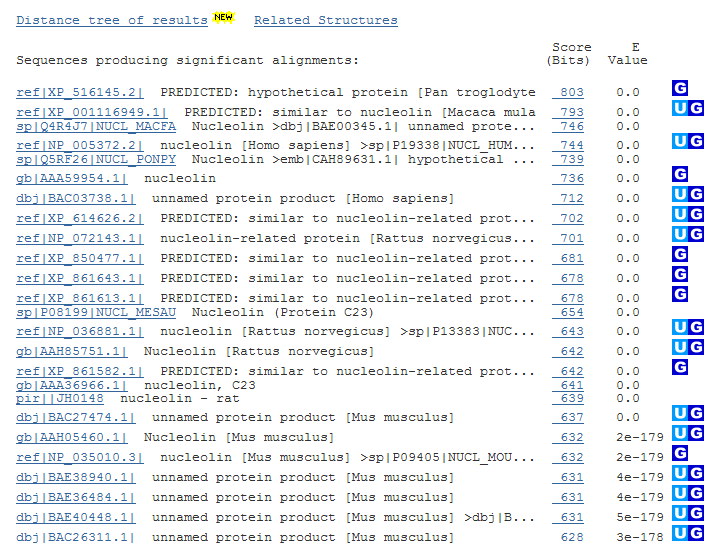 Distance tree of results NEW Related Structures
Score E
Sequences producing significant alignments: (Bits) Value
ref|XP_516145.2| PREDICTED: hypothetical protein [Pan troglodyte 803 0.0 G
ref|XP_001116949.1| PREDICTED: similar to nucleolin [Macaca mula 793 0.0 UG
sp|Q4R4J7|NUCL_MACFA Nucleolin >dbj|BAE00345.1| unnamed prote... 746 0.0
ref|NP_005372.2| nucleolin [Homo sapiens] >sp|P19338|NUCL_HUM... 744 0.0 UG
sp|Q5RF26|NUCL_PONPY Nucleolin >emb|CAH89631.1| hypothetical ... 739 0.0
gb|AAA59954.1| nucleolin 736 0.0 G
dbj|BAC03738.1| unnamed protein product [Homo sapiens] 712 0.0 UG
ref|XP_614626.2| PREDICTED: similar to nucleolin-related prot... 702 0.0 UG
ref|NP_072143.1| nucleolin-related protein [Rattus norvegicus... 701 0.0 UG
ref|XP_850477.1| PREDICTED: similar to nucleolin-related prot... 681 0.0 G
ref|XP_861643.1| PREDICTED: similar to nucleolin-related prot... 678 0.0 G
ref|XP_861613.1| PREDICTED: similar to nucleolin-related prot... 678 0.0 G
sp|P08199|NUCL_MESAU Nucleolin (Protein C23) 654 0.0
ref|NP_036881.1| nucleolin [Rattus norvegicus] >sp|P13383|NUC... 643 0.0 UG
gb|AAH85751.1| Nucleolin [Rattus norvegicus] 642 0.0 UG
ref|XP_861582.1| PREDICTED: similar to nucleolin-related prot... 642 0.0 G
gb|AAA36966.1| nucleolin, C23 641 0.0
pir||JH0148 nucleolin - rat 639 0.0
dbj|BAC27474.1| unnamed protein product [Mus musculus] 637 0.0 UG
gb|AAH05460.1| Nucleolin [Mus musculus] 632 2e-179 UG
ref|NP_035010.3| nucleolin [Mus musculus] >sp|P09405|NUCL_MOU... 632 2e-179 G
dbj|BAE38940.1| unnamed protein product [Mus musculus] 631 4e-179 UG
dbj|BAE36484.1| unnamed protein product [Mus musculus] 631 4e-179 UG
dbj|BAE40448.1| unnamed protein product [Mus musculus] >dbj|B... 631 5e-179 UG
dbj|BAC26311.1| unnamed protein product [Mus musculus] 628 3e-178 UG